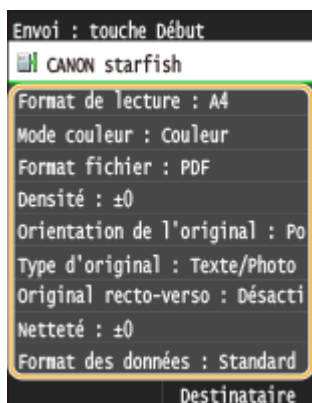 Envoi : touche Début
CANON starfish
Format de lecture : A4
Mode couleur : Couleur
Format fichier : PDF
Densité : ±0
Orientation de l'original : Po
Type d'original : Texte/Photo
Original recto-verso : Désacti
Netteté : ±0
Format des données : Standard
Destinataire